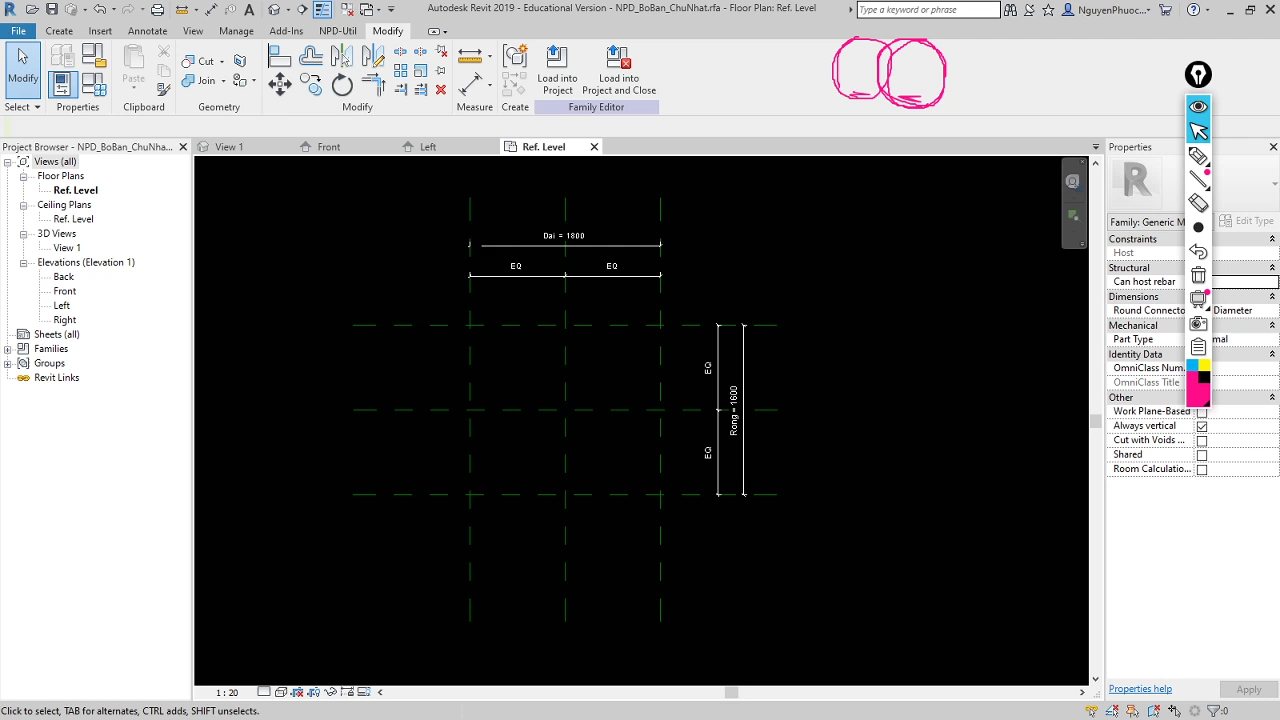 Autodesk Revit 2019 - Educational Version - NPD_BoBan_ChuNhat.rfa - Floor Plan: Ref. Level
Type a keyword or phrase
NguyenPhuoc...
File Create Insert Annotate View Manage Add-Ins NPD-Util Modify
Modify
Paste
Cut
Join
Load into
Project
Load into
Project and Close
Select Properties Clipboard Geometry Modify Measure Create Family Editor
Project Browser - NPD_BoBan_ChuNha...
View 1
Front
Left
Ref. Level
Properties
Views (all)
Floor Plans
Ref. Level
Ceiling Plans
Ref. Level
3D Views
View 1
Elevations (Elevation 1)
Back
Front
Left
Right
Sheets (all)
Families
Groups
Revit Links
Dai = 1800
EQ EQ
EQ
Rong = 1600
EQ
Family: Generic M
Edit Type
Constraints
Host
Structural
Can host rebar
Dimensions
Round Connecto
Diameter
Mechanical
Part Type
mal
Identity Data
OmniClass Num.
OmniClass Title
Other
Work Plane-Based
Always vertical
Cut with Voids ...
Shared
Room Calculatio...
Properties help
Apply
1 : 20
Click to select, TAB for alternates, CTRL adds, SHIFT unselects.
:0